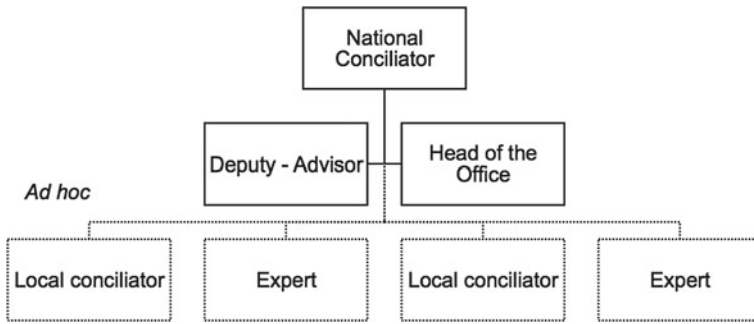 National
Conciliator
Deputy - Advisor
Head of the
Office
Ad hoc
Local conciliator
Expert
Local conciliator
Expert